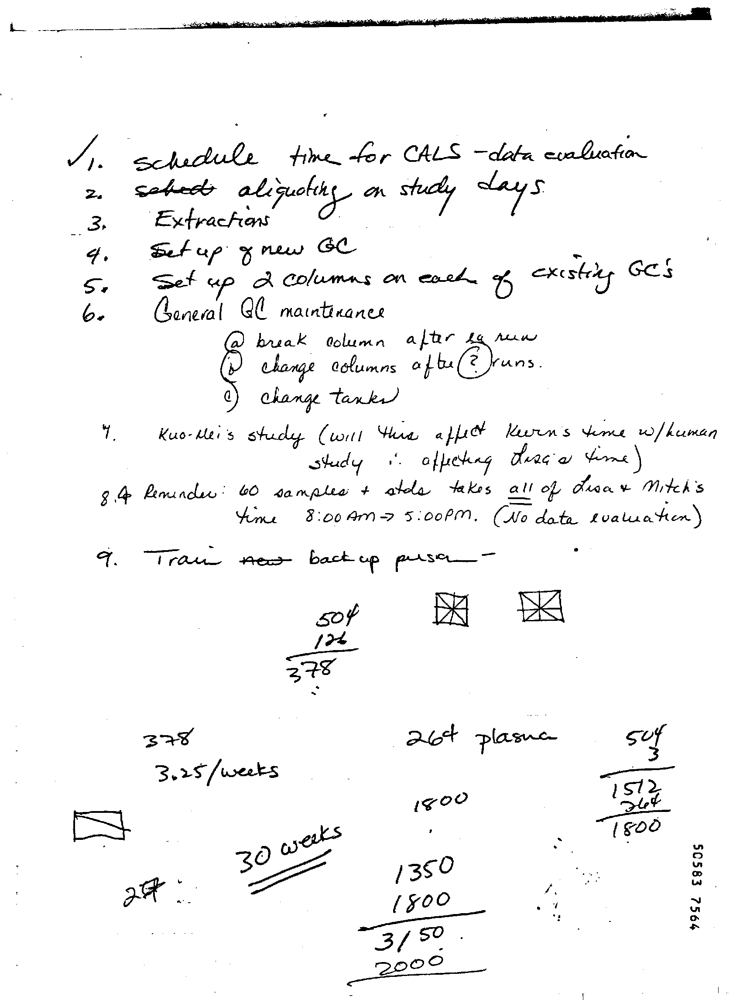 ✓1. schedule time for CALS - data evaluation
2. sched aliquoting on study days.
3. Extractions
4. Set up of new GC
5. Set up 2 columns on each of existing GC's
6. General GC maintenance
a) break column after ea run
b) change columns after ? runs.
c) change tanks
7. Kuo-Mei's study (will this affect Kevin's time w/human
study ∴ affecting Lisa's time)
8. Reminder: 60 samples + stds takes all of Lisa & Mitch's
time 8:00 AM → 5:00 PM. (No data evaluation)
9. Train new back up person -
504
126
378
378
3.25/weeks
264 plasma
504
3
1512
264
1800
1800
30 weeks
1350
1800
3150
2000
50583 7564